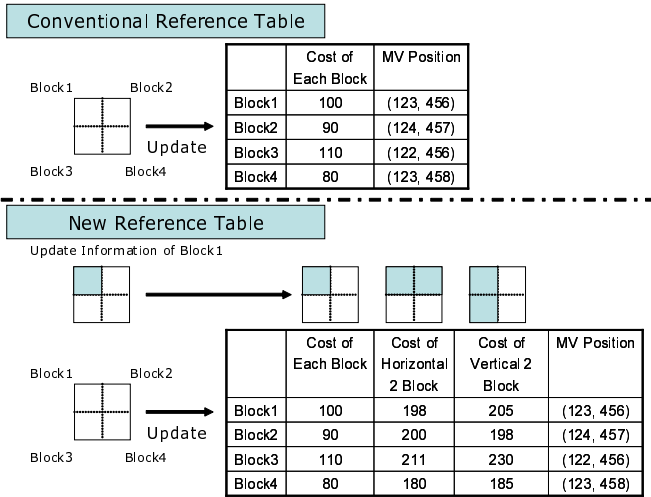 Conventional Reference Table
Block1 Block2
Block3 Block4
Update
Cost of Each Block MV Position
Block1 100 (123, 456)
Block2 90 (124, 457)
Block3 110 (122, 456)
Block4 80 (123, 458)
New Reference Table
Update Information of Block1
Block1 Block2
Block3 Block4
Update
Cost of Each Block Cost of Horizontal 2 Block Cost of Vertical 2 Block MV Position
Block1 100 198 205 (123, 456)
Block2 90 200 198 (124, 457)
Block3 110 211 230 (122, 456)
Block4 80 180 185 (123, 458)